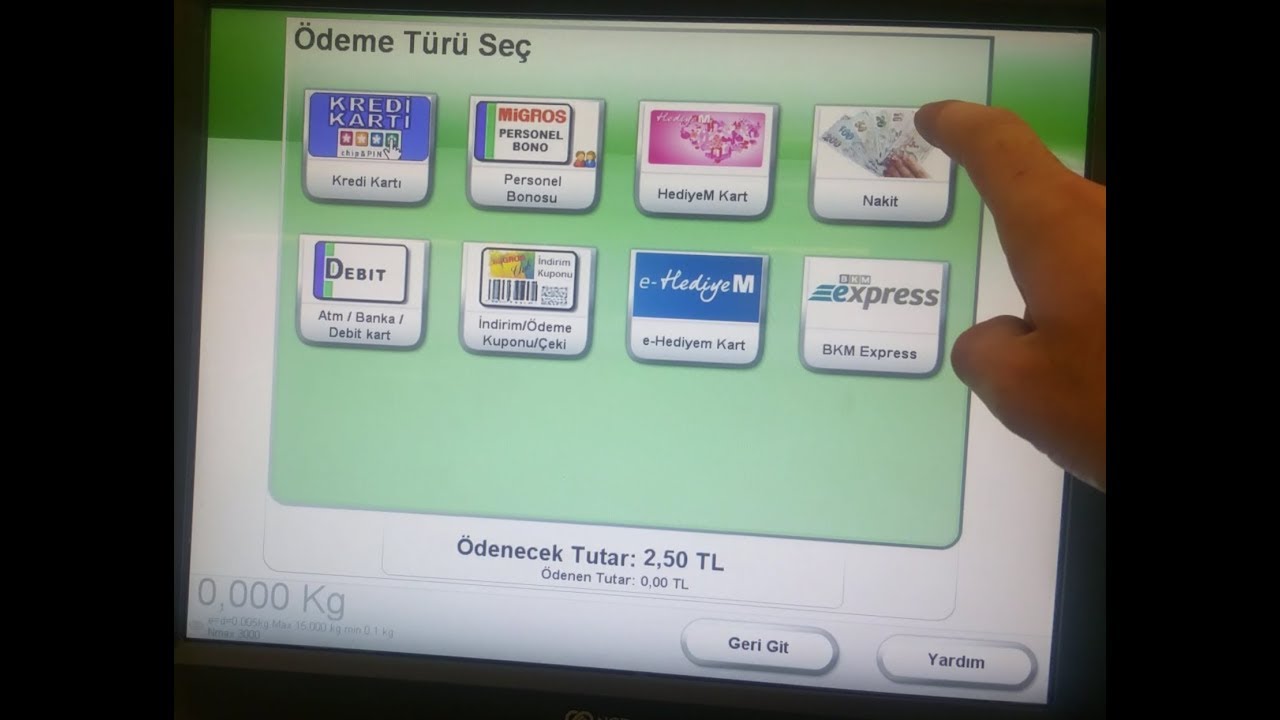 Ödeme Türü Seç
KREDİ
KARTI
chip&PIN
Kredi Kartı
MiGROS
PERSONEL
BONO
Personel
Bonosu
HediyeM
HediyeM Kart
Nakit
DEBIT
Atm / Banka /
Debit kart
İndirim
Kuponu
İndirim/Ödeme
Kuponu/Çeki
e-HediyeM
e-Hediyem Kart
BKM
express
BKM Express
Ödenecek Tutar: 2,50 TL
Ödenen Tutar: 0,00 TL
0,000 Kg
e=d=0.005kg Max 15.000 kg min 0.1 kg
Nmax 3000
Geri Git
Yardım